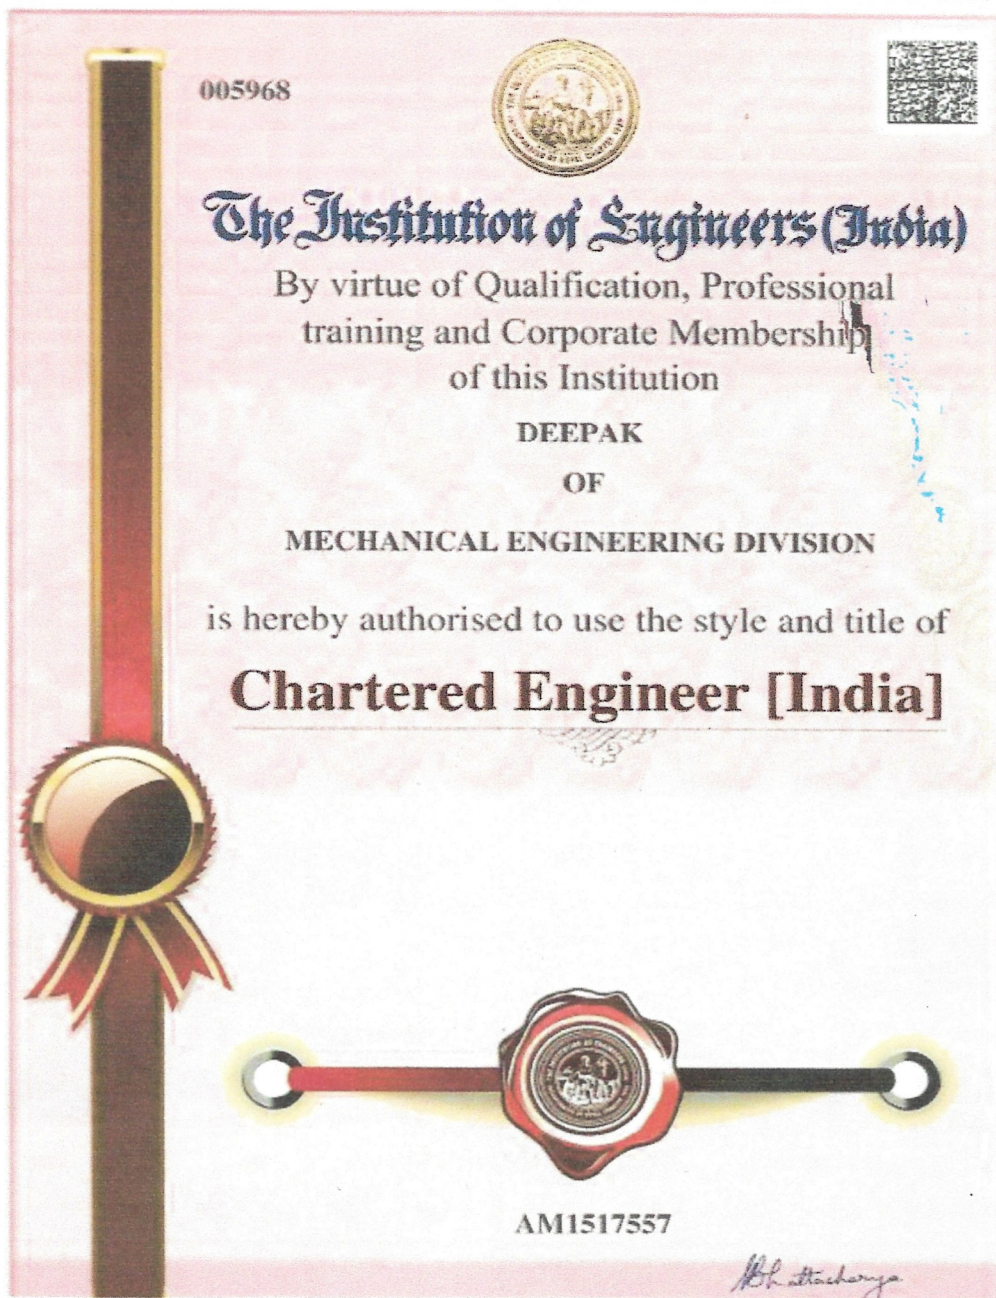 005968
The Institution of Engineers (India)
By virtue of Qualification, Professional
training and Corporate Membership
of this Institution
DEEPAK
OF
MECHANICAL ENGINEERING DIVISION
is hereby authorised to use the style and title of
Chartered Engineer [India]
AM1517557